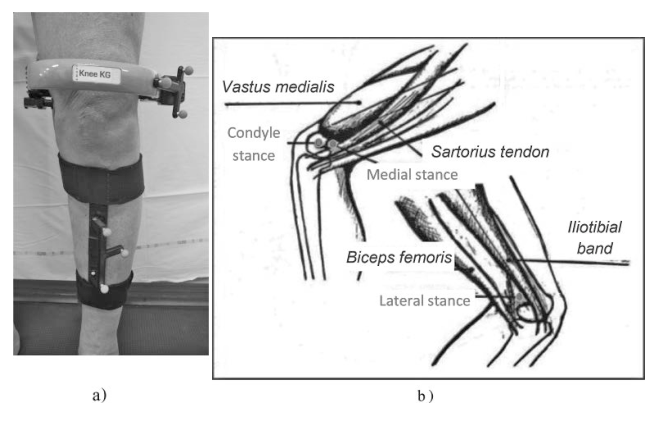 Knee KG
Vastus medialis
Condyle
stance
Sartorius tendon
Medial stance
Iliotibial
band
Biceps femoris
Lateral stance
a)
b)